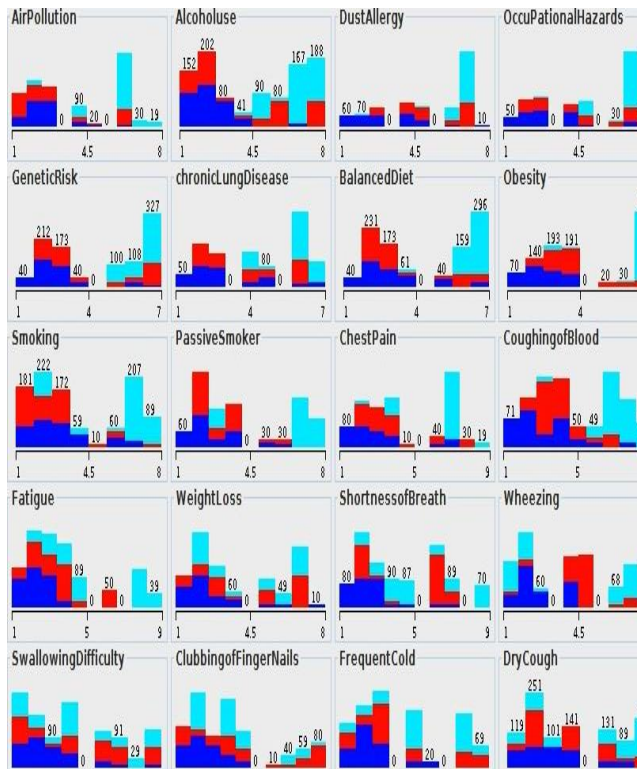 AirPollution
90 0 20 0 30 19
1 4.5 8
Alcoholuse
152 202 80 41 90 80 167 188
1 4.5 8
DustAllergy
60 70 0 0 10
1 4.5 8
OccuPationalHazards
50 0 0 30
1 4.5
GeneticRisk
40 212 173 40 0 100 108 327
1 4 7
chronicLungDisease
50 0 80 0
1 4 7
BalancedDiet
40 231 173 61 0 40 159 296
1 4 7
Obesity
70 140 193 191 0 20 30
1 4
Smoking
181 222 172 59 10 60 207 89
1 4.5 8
PassiveSmoker
60 0 30 30
1 4.5 8
ChestPain
80 10 0 40 30 19
1 5 9
CoughingofBlood
71 50 49
1 5
Fatigue
89 0 50 0 39
1 5 9
WeightLoss
60 0 49 10
1 4.5 8
ShortnessofBreath
80 90 87 0 89 0 70
1 5 9
Wheezing
60 0 0 68
1 4.5
SwallowingDifficulty
90 0 91 29
ClubbingofFingerNails
0 10 40 59 80
FrequentCold
0 20 0 69
DryCough
119 251 101 141 0 131 89